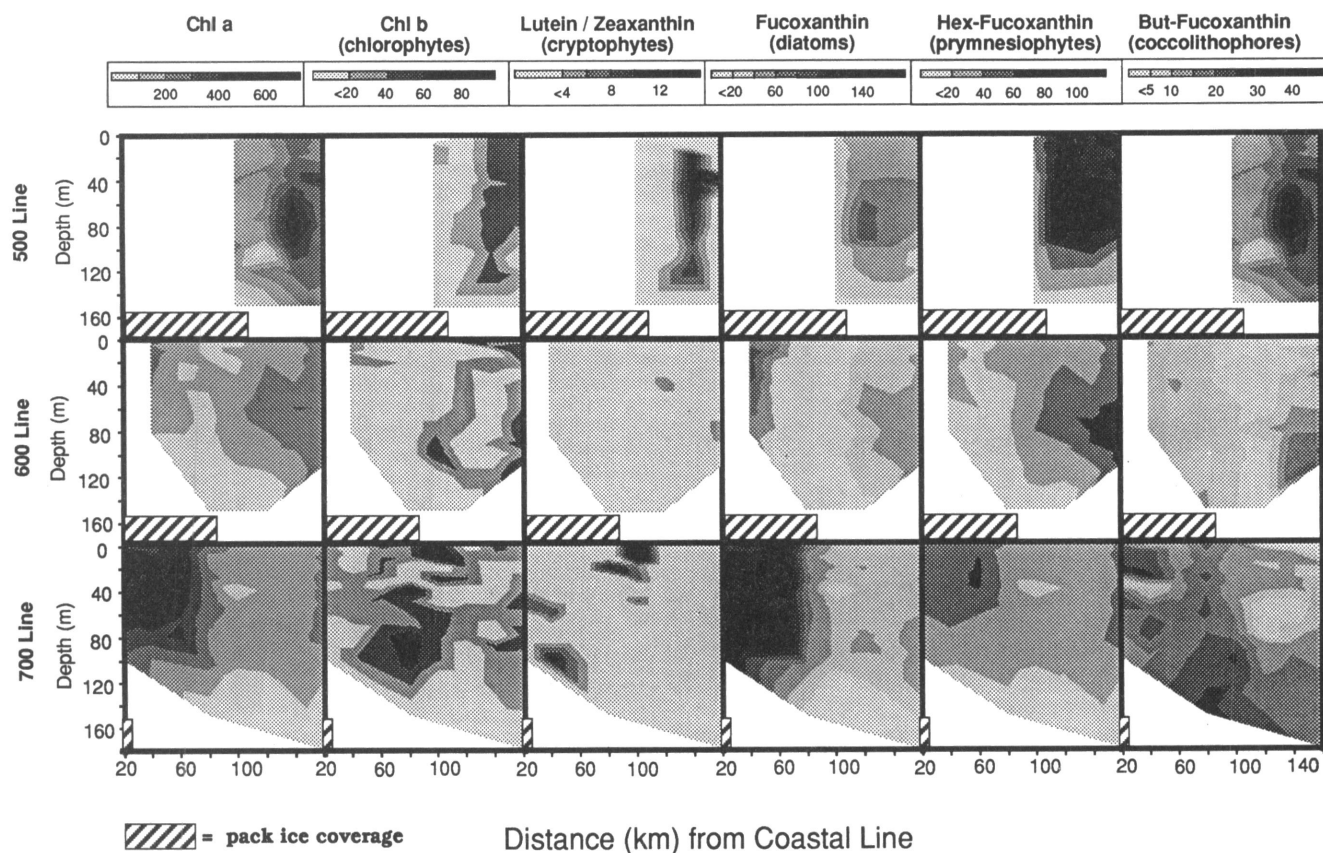 Chl a
Chl b
(chlorophytes)
Lutein / Zeaxanthin
(cryptophytes)
Fucoxanthin
(diatoms)
Hex-Fucoxanthin
(prymnesiophytes)
But-Fucoxanthin
(coccolithophores)
200 400 600
<20 40 60 80
<4 8 12
<20 60 100 140
<20 40 60 80 100
<5 10 20 30 40
500 Line
Depth (m)
0
40
80
120
160
600 Line
Depth (m)
0
40
80
120
160
700 Line
Depth (m)
0
40
80
120
160
20 60 100 20 60 100 20 60 100 20 60 100 20 60 100 20 60 100 140
= pack ice coverage
Distance (km) from Coastal Line